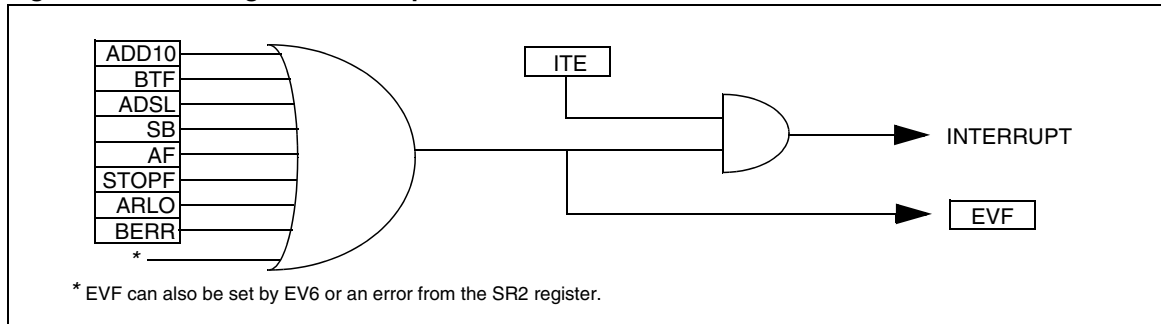 ADD10
BTF
ADSL
SB
AF
STOPF
ARLO
BERR
*
ITE
INTERRUPT
EVF
* EVF can also be set by EV6 or an error from the SR2 register.